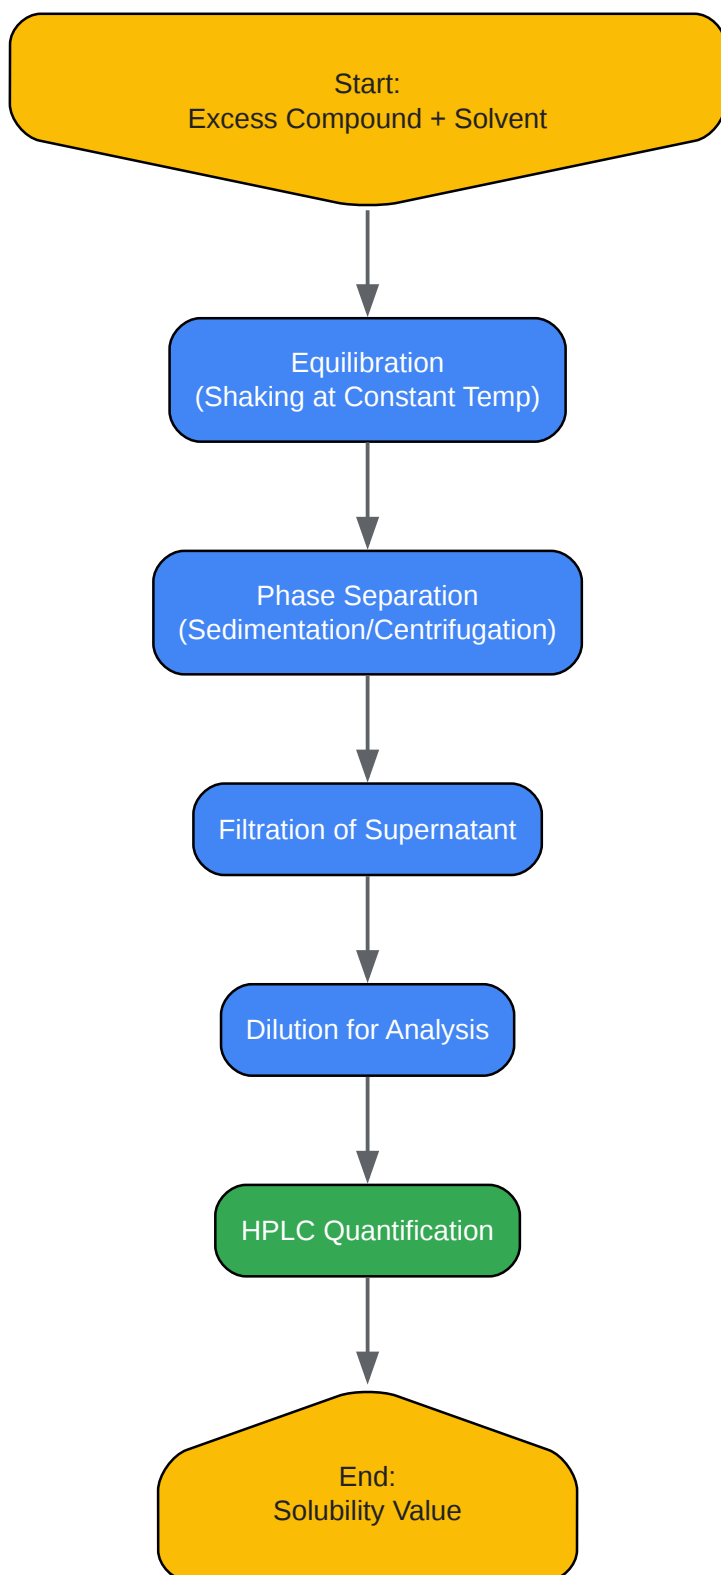 Start:
Excess Compound + Solvent
Equilibration
(Shaking at Constant Temp)
Phase Separation
(Sedimentation/Centrifugation)
Filtration of Supernatant
Dilution for Analysis
HPLC Quantification
End:
Solubility Value